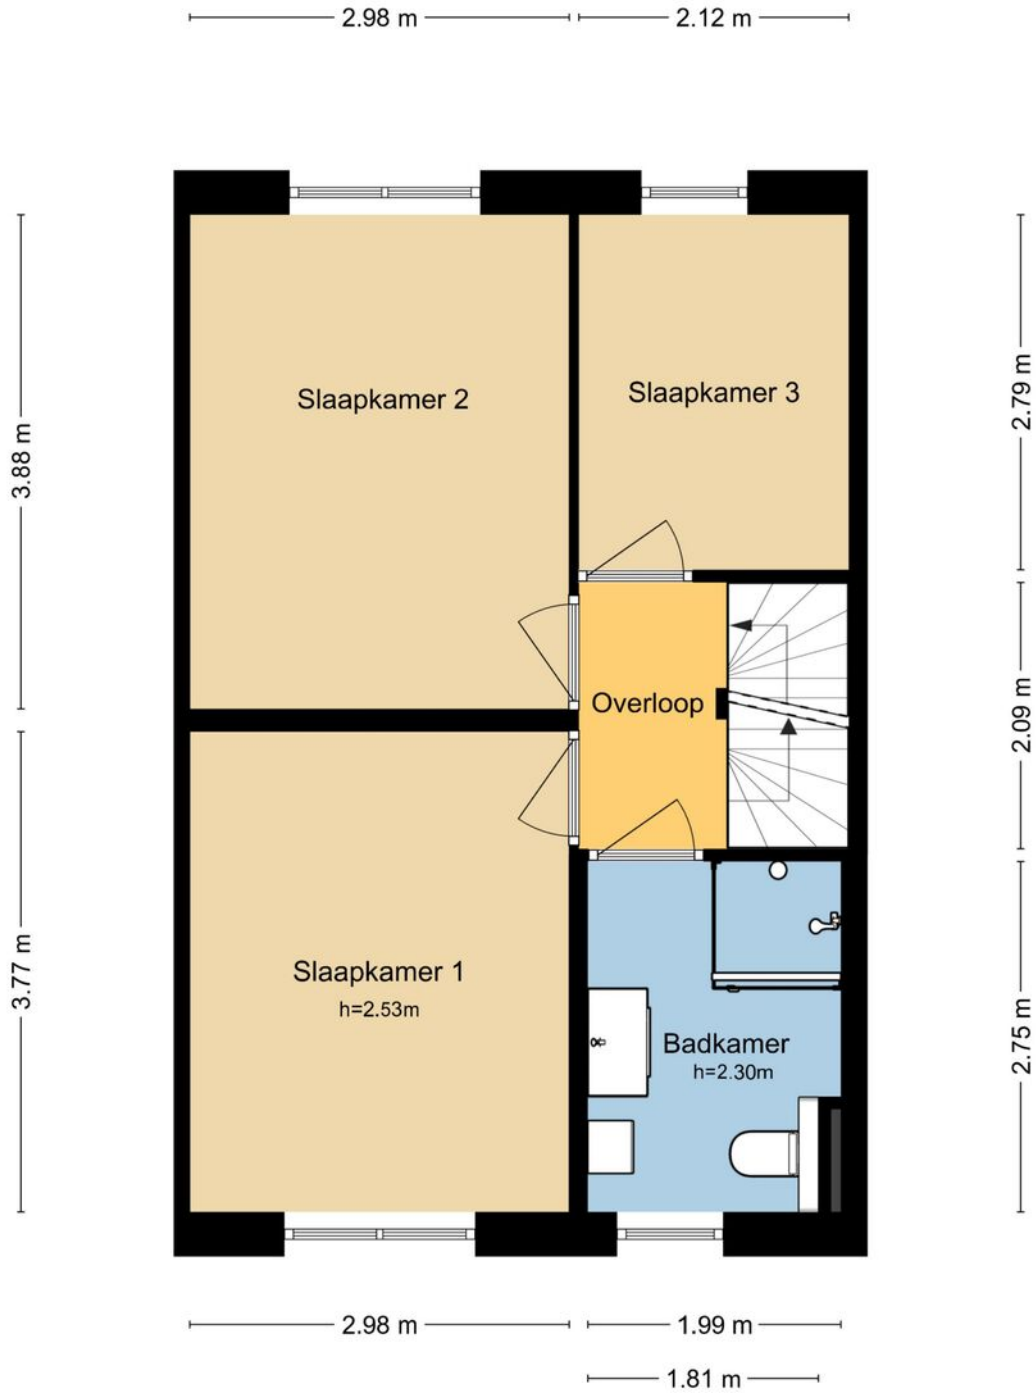 2.98 m
2.12 m
Slaapkamer 2
Slaapkamer 3
3.88 m
2.79 m
Overloop
2.09 m
Slaapkamer 1
h=2.53m
3.77 m
Badkamer
h=2.30m
2.75 m
2.98 m
1.99 m
1.81 m